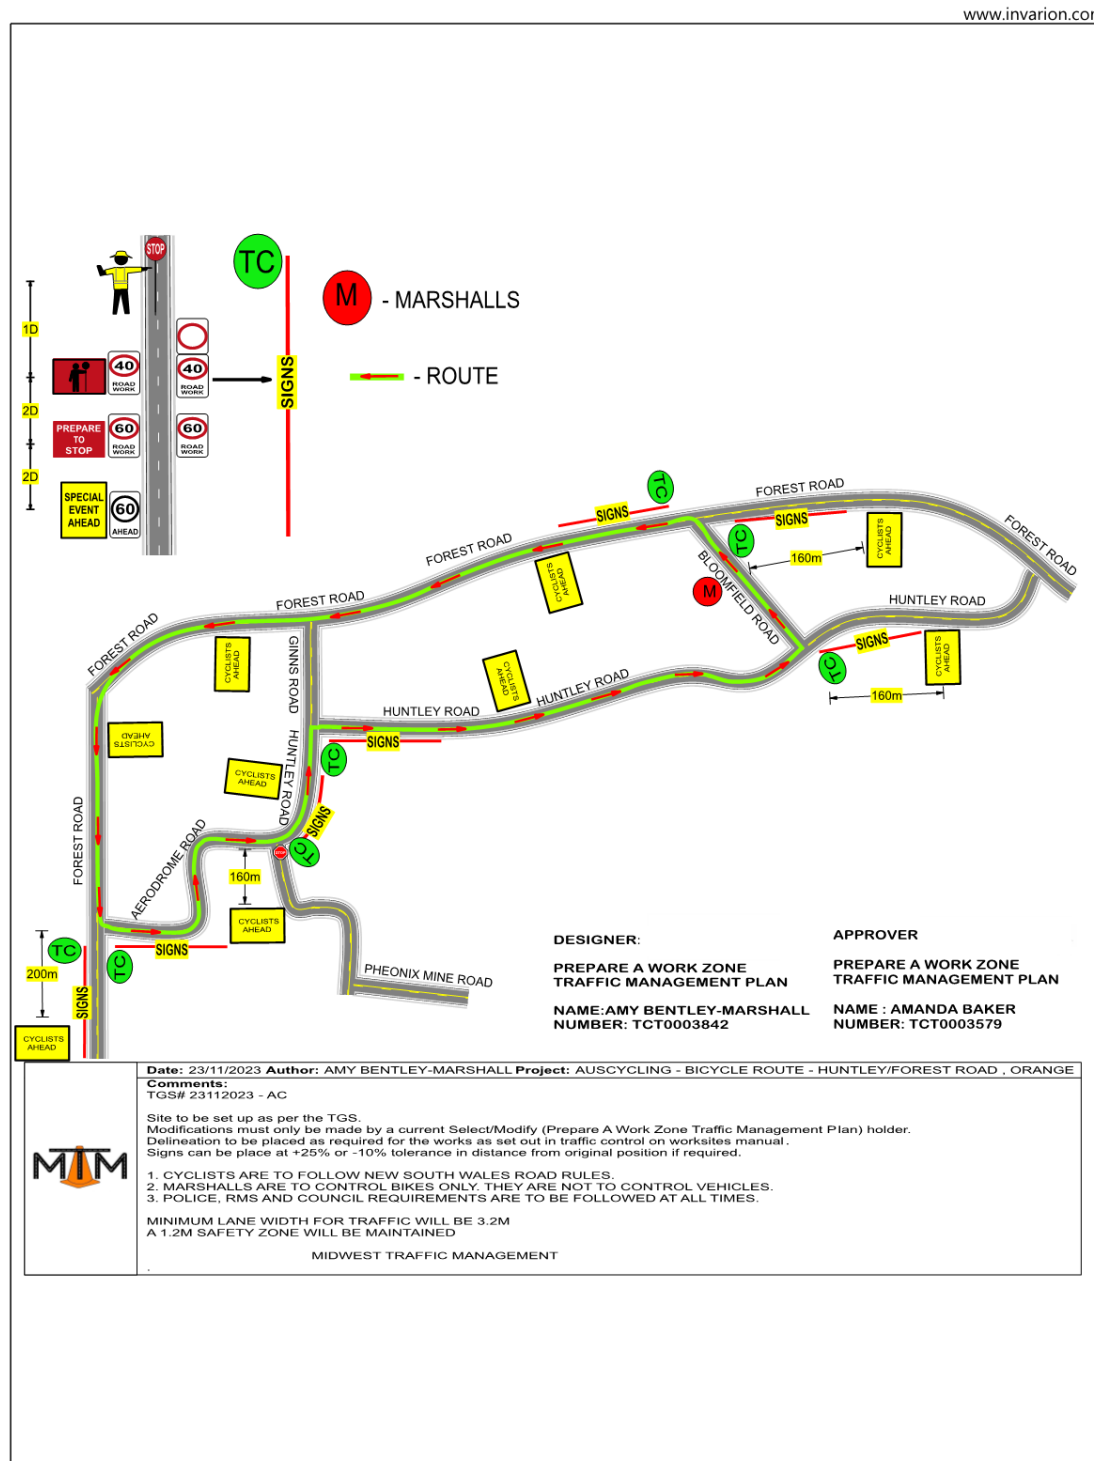 www.invarion.com
STOP
TC
M
- MARSHALLS
1D
40
ROAD
WORK
40
ROAD
WORK
SIGNS
- ROUTE
2D
PREPARE
TO
STOP
60
ROAD
WORK
60
ROAD
WORK
2D
SPECIAL
EVENT
AHEAD
60
AHEAD
TC
FOREST ROAD
SIGNS
SIGNS
TC
CYCLISTS
AHEAD
160m
FOREST ROAD
FOREST ROAD
CYCLISTS
AHEAD
BLOOMFIELD ROAD
M
HUNTLEY ROAD
FOREST ROAD
FOREST ROAD
GINNS ROAD
CYCLISTS
AHEAD
SIGNS
TC
CYCLISTS
AHEAD
160m
CYCLISTS
AHEAD
HUNTLEY ROAD
HUNTLEY ROAD
SIGNS
TC
CYCLISTS
AHEAD
HUNTLEY ROAD
CYCLISTS
AHEAD
SIGNS
TC
STOP
FOREST ROAD
AERODROME ROAD
160m
CYCLISTS
AHEAD
TC
TC
SIGNS
200m
SIGNS
CYCLISTS
AHEAD
PHEONIX MINE ROAD
DESIGNER:
PREPARE A WORK ZONE
TRAFFIC MANAGEMENT PLAN
NAME:AMY BENTLEY-MARSHALL
NUMBER: TCT0003842
APPROVER
PREPARE A WORK ZONE
TRAFFIC MANAGEMENT PLAN
NAME : AMANDA BAKER
NUMBER: TCT0003579
Date: 23/11/2023 Author: AMY BENTLEY-MARSHALL Project: AUSCYCLING - BICYCLE ROUTE - HUNTLEY/FOREST ROAD , ORANGE
Comments:
TGS# 23112023 - AC
Site to be set up as per the TGS.
Modifications must only be made by a current Select/Modify (Prepare A Work Zone Traffic Management Plan) holder.
Delineation to be placed as required for the works as set out in traffic control on worksites manual.
Signs can be place at +25% or -10% tolerance in distance from original position if required.
1. CYCLISTS ARE TO FOLLOW NEW SOUTH WALES ROAD RULES.
2. MARSHALLS ARE TO CONTROL BIKES ONLY. THEY ARE NOT TO CONTROL VEHICLES.
3. POLICE, RMS AND COUNCIL REQUIREMENTS ARE TO BE FOLLOWED AT ALL TIMES.
MINIMUM LANE WIDTH FOR TRAFFIC WILL BE 3.2M
A 1.2M SAFETY ZONE WILL BE MAINTAINED
MIDWEST TRAFFIC MANAGEMENT
.
MTM